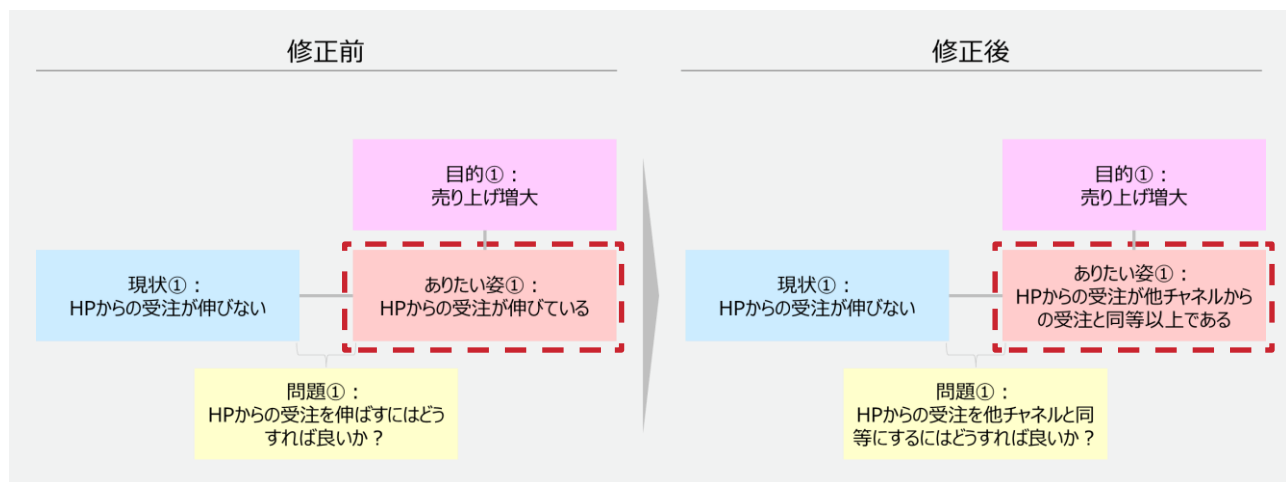 修正前
目的①：
売り上げ増大
現状①：
HPからの受注が伸びない
ありたい姿①：
HPからの受注が伸びている
問題①：
HPからの受注を伸ばすにはどう
すれば良いか？
修正後
目的①：
売り上げ増大
現状①：
HPからの受注が伸びない
ありたい姿①：
HPからの受注が他チャネルから
の受注と同等以上である
問題①：
HPからの受注を他チャネルと同
等にするにはどうすれば良いか？